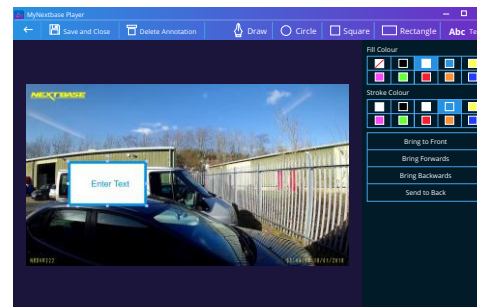 MyNextbase Player
Save and Close
Delete Annotation
Draw
Circle
Square
Rectangle
Abc
Fill Colour
Stroke Colour
Bring to Front
Bring Forwards
Bring Backwards
Send to Back
NEXTBASE
Enter Text